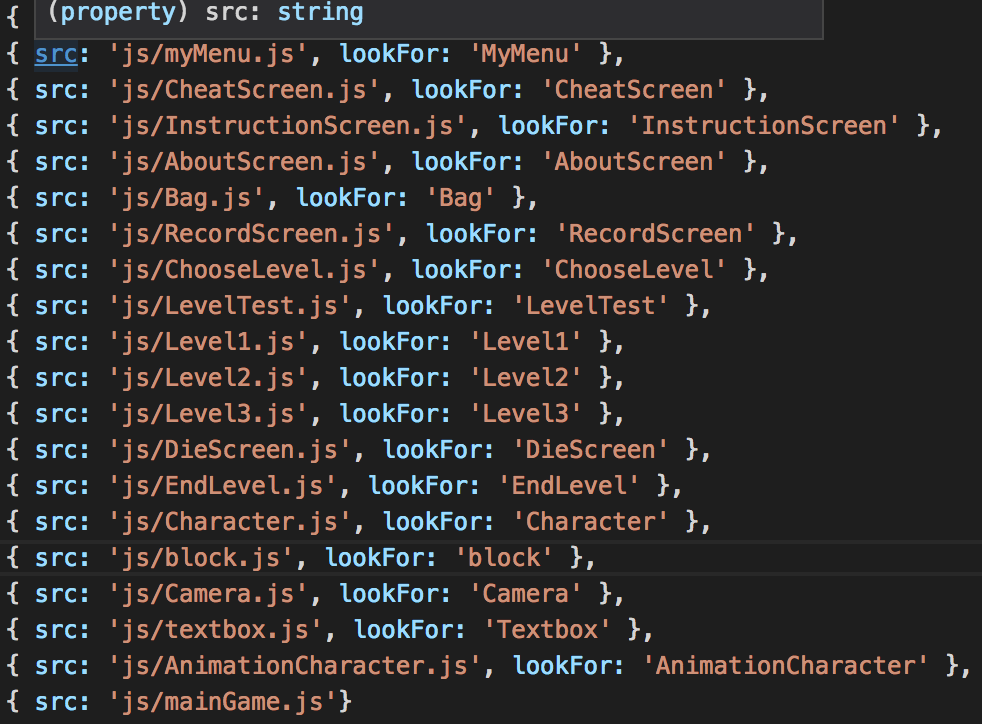 { (property) src: string
{ src: 'js/myMenu.js', lookFor: 'MyMenu' },
{ src: 'js/CheatScreen.js', lookFor: 'CheatScreen' },
{ src: 'js/InstructionScreen.js', lookFor: 'InstructionScreen' },
{ src: 'js/AboutScreen.js', lookFor: 'AboutScreen' },
{ src: 'js/Bag.js', lookFor: 'Bag' },
{ src: 'js/RecordScreen.js', lookFor: 'RecordScreen' },
{ src: 'js/ChooseLevel.js', lookFor: 'ChooseLevel' },
{ src: 'js/LevelTest.js', lookFor: 'LevelTest' },
{ src: 'js/Level1.js', lookFor: 'Level1' },
{ src: 'js/Level2.js', lookFor: 'Level2' },
{ src: 'js/Level3.js', lookFor: 'Level3' },
{ src: 'js/DieScreen.js', lookFor: 'DieScreen' },
{ src: 'js/EndLevel.js', lookFor: 'EndLevel' },
{ src: 'js/Character.js', lookFor: 'Character' },
{ src: 'js/block.js', lookFor: 'block' },
{ src: 'js/Camera.js', lookFor: 'Camera' },
{ src: 'js/textbox.js', lookFor: 'Textbox' },
{ src: 'js/AnimationCharacter.js', lookFor: 'AnimationCharacter' },
{ src: 'js/mainGame.js'}